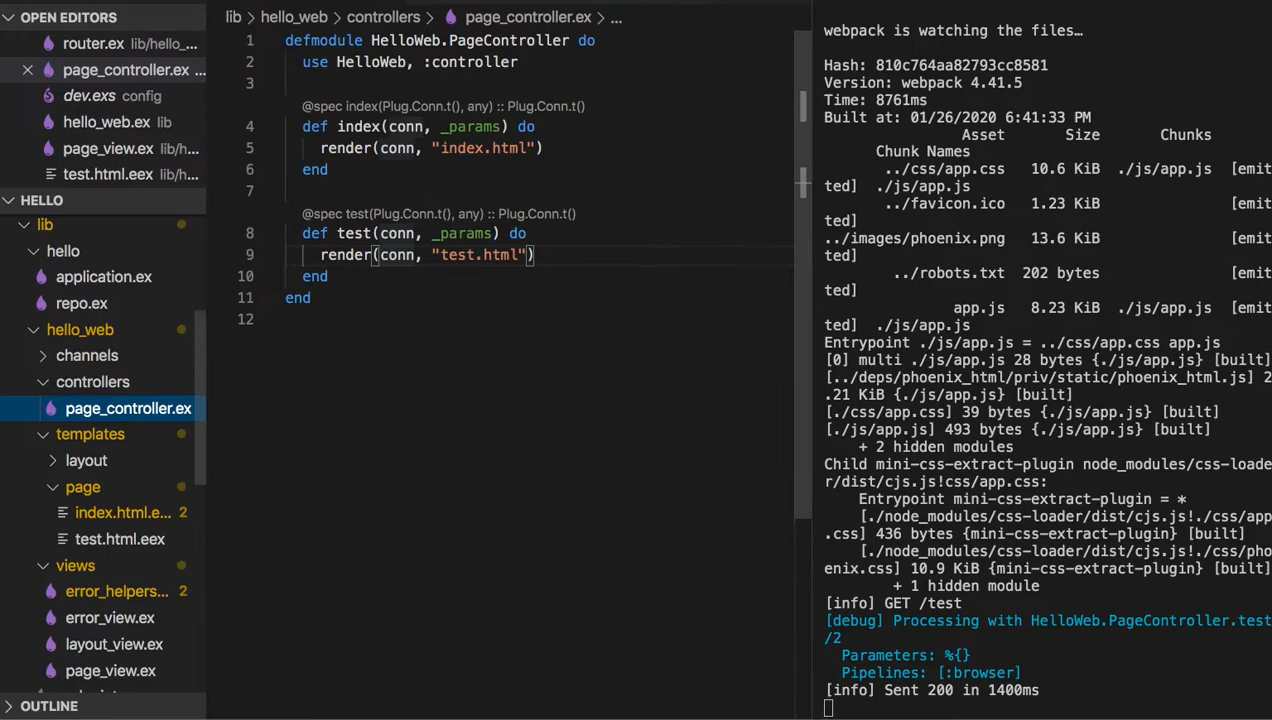 OPEN EDITORS
router.ex lib/hello_...
page_controller.ex ...
dev.exs config
hello_web.ex lib
page_view.ex lib/h...
test.html.eex lib/h...
HELLO
lib
hello
application.ex
repo.ex
hello_web
channels
controllers
page_controller.ex
templates
layout
page
index.html.e... 2
test.html.eex
views
error_helpers... 2
error_view.ex
layout_view.ex
page_view.ex
OUTLINE
lib > hello_web > controllers > page_controller.ex > ...
1 defmodule HelloWeb.PageController do
2 use HelloWeb, :controller
3
@spec index(Plug.Conn.t(), any) :: Plug.Conn.t()
4 def index(conn, _params) do
5 render(conn, "index.html")
6 end
7
@spec test(Plug.Conn.t(), any) :: Plug.Conn.t()
8 def test(conn, _params) do
9 render(conn, "test.html")
10 end
11 end
12
webpack is watching the files…
Hash: 810c764aa82793cc8581
Version: webpack 4.41.5
Time: 8761ms
Built at: 01/26/2020 6:41:33 PM
Asset Size Chunks
Chunk Names
../css/app.css 10.6 KiB ./js/app.js [emit
ted] ./js/app.js
../favicon.ico 1.23 KiB [emit
ted]
../images/phoenix.png 13.6 KiB [emit
ted]
../robots.txt 202 bytes [emit
ted]
app.js 8.23 KiB ./js/app.js [emit
ted] ./js/app.js
Entrypoint ./js/app.js = ../css/app.css app.js
[0] multi ./js/app.js 28 bytes {./js/app.js} [built]
[../deps/phoenix_html/priv/static/phoenix_html.js] 2
.21 KiB {./js/app.js} [built]
[./css/app.css] 39 bytes {./js/app.js} [built]
[./js/app.js] 493 bytes {./js/app.js} [built]
+ 2 hidden modules
Child mini-css-extract-plugin node_modules/css-loade
r/dist/cjs.js!css/app.css:
Entrypoint mini-css-extract-plugin = *
[./node_modules/css-loader/dist/cjs.js!./css/app
.css] 436 bytes {mini-css-extract-plugin} [built]
[./node_modules/css-loader/dist/cjs.js!./css/pho
enix.css] 10.9 KiB {mini-css-extract-plugin} [built]
+ 1 hidden module
[info] GET /test
[debug] Processing with HelloWeb.PageController.test
/2
Parameters: %{}
Pipelines: [:browser]
[info] Sent 200 in 1400ms